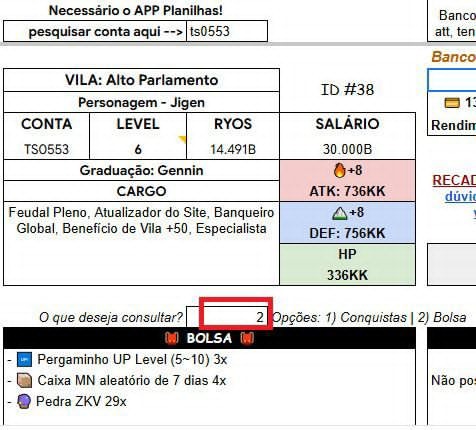 Necessário o APP Planilhas!
pesquisar conta aqui --> ts0553
Banco
att, ten
Banco
VILA: Alto Parlamento
ID #38
Personagem - Jigen
CONTA LEVEL RYOS SALÁRIO
TS0553 6 14.491B 30.000B
Rendim
Graduação: Gennin
+8
ATK: 736KK
CARGO
RECAD
dúvid
Feudal Pleno, Atualizador do Site, Banqueiro
Global, Benefício de Vila +50, Especialista
+8
DEF: 756KK
HP
336KK
O que deseja consultar? 2 Opções: 1) Conquistas | 2) Bolsa
BOLSA
- Pergaminho UP Level (5~10) 3x
- Caixa MN aleatório de 7 dias 4x
- Pedra ZKV 29x
Não pos